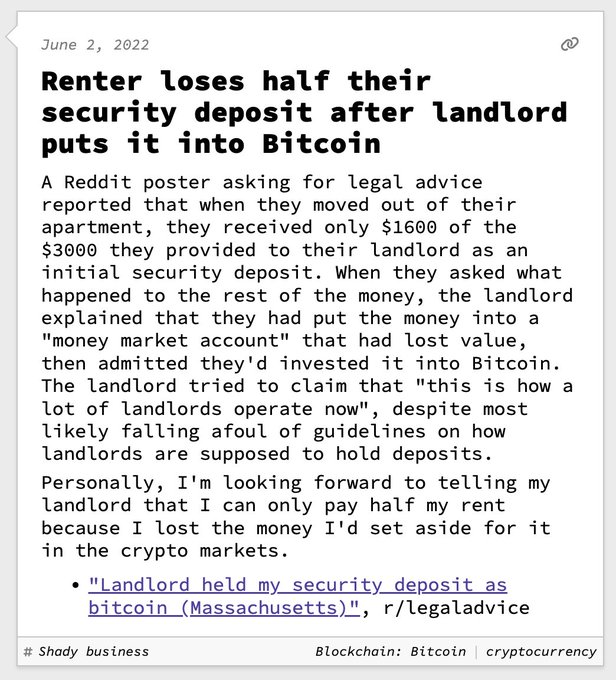 June 2, 2022
Renter loses half their
security deposit after landlord
puts it into Bitcoin
A Reddit poster asking for legal advice
reported that when they moved out of their
apartment, they received only $1600 of the
$3000 they provided to their landlord as an
initial security deposit. When they asked what
happened to the rest of the money, the landlord
explained that they had put the money into a
"money market account" that had lost value,
then admitted they'd invested it into Bitcoin.
The landlord tried to claim that "this is how a
lot of landlords operate now", despite most
likely falling afoul of guidelines on how
landlords are supposed to hold deposits.
Personally, I'm looking forward to telling my
landlord that I can only pay half my rent
because I lost the money I'd set aside for it
in the crypto markets.
• "Landlord held my security deposit as
bitcoin (Massachusetts)", r/legaladvice
# Shady business Blockchain: Bitcoin | cryptocurrency